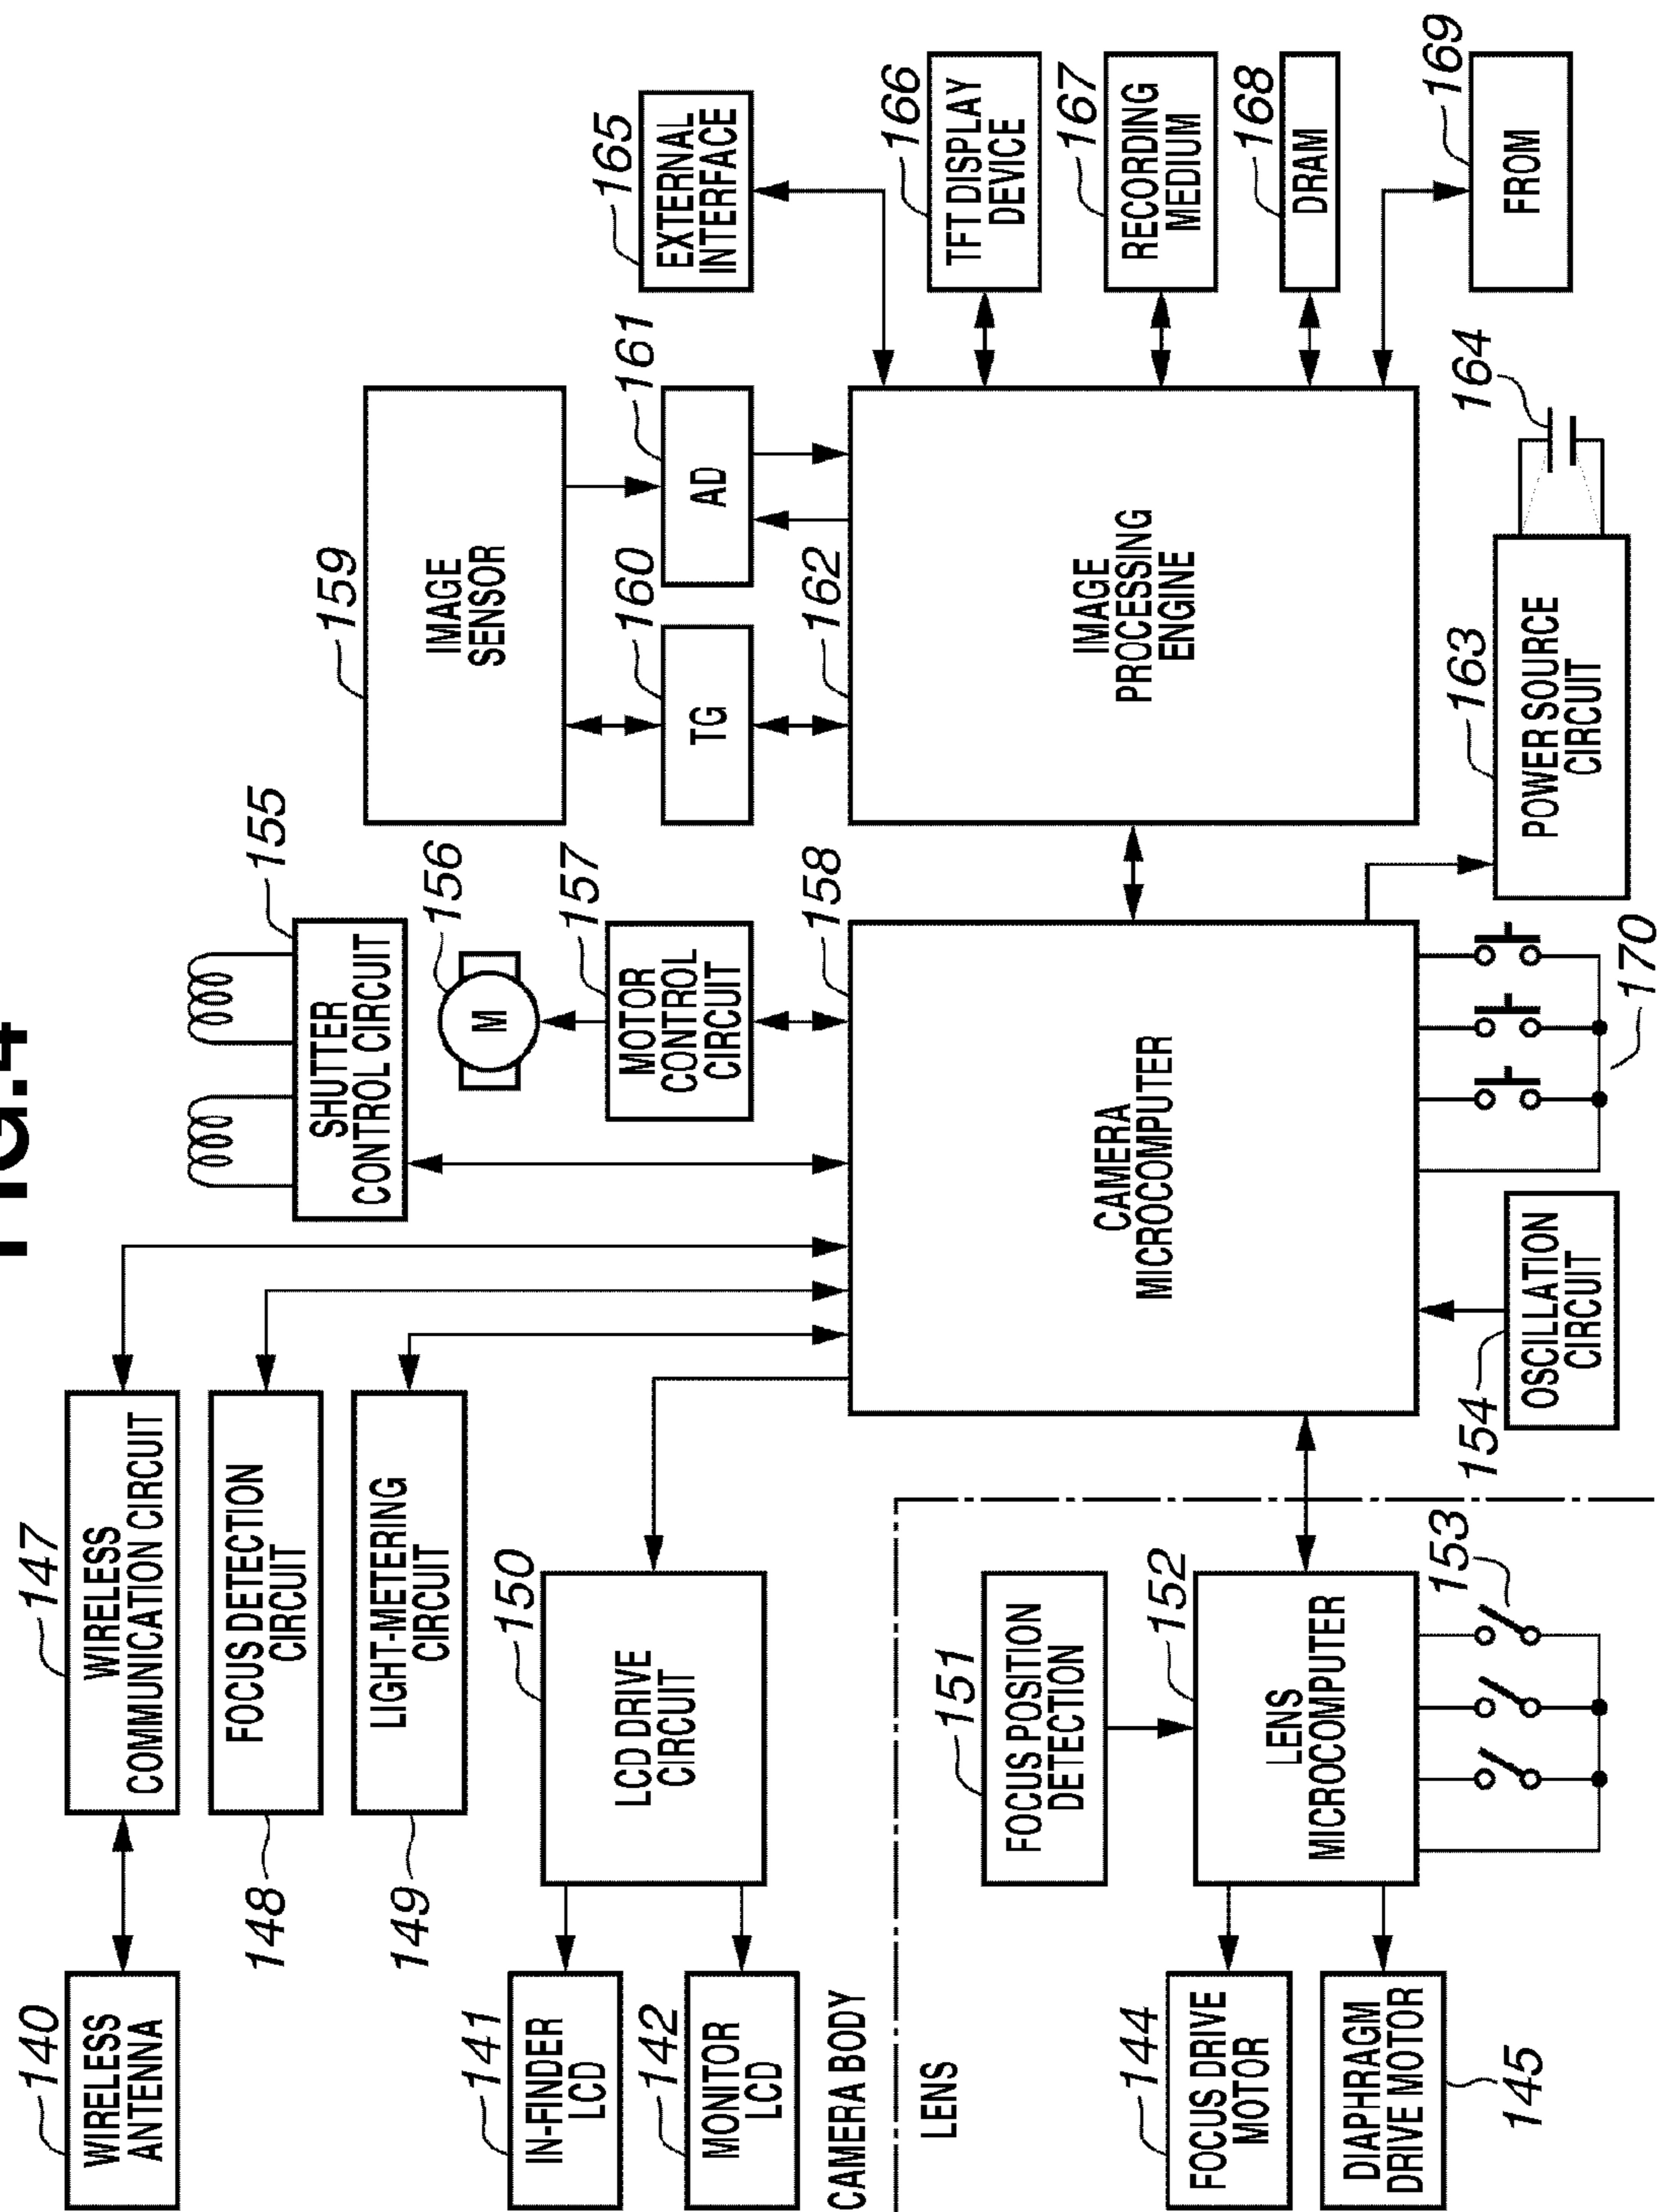 FIG.4
140
WIRELESS
ANTENNA
147
WIRELESS
COMMUNICATION CIRCUIT
148
FOCUS DETECTION
CIRCUIT
149
LIGHT-METERING
CIRCUIT
141
IN-FINDER
LCD
142
MONITOR
LCD
150
LCD DRIVE
CIRCUIT
CAMERA BODY
LENS
144
FOCUS DRIVE
MOTOR
DIAPHRAGM
DRIVE MOTOR
145
151
FOCUS POSITION
DETECTION
152
LENS
MICROCOMPUTER
153
154
OSCILLATION
CIRCUIT
155
SHUTTER
CONTROL CIRCUIT
156
M
157
MOTOR
CONTROL
CIRCUIT
158
CAMERA
MICROCOMPUTER
170
159
IMAGE
SENSOR
160
TG
161
AD
162
IMAGE
PROCESSING
ENGINE
163
POWER SOURCE
CIRCUIT
164
165
EXTERNAL
INTERFACE
166
TFT DISPLAY
DEVICE
167
RECORDING
MEDIUM
168
DRAM
169
FROM